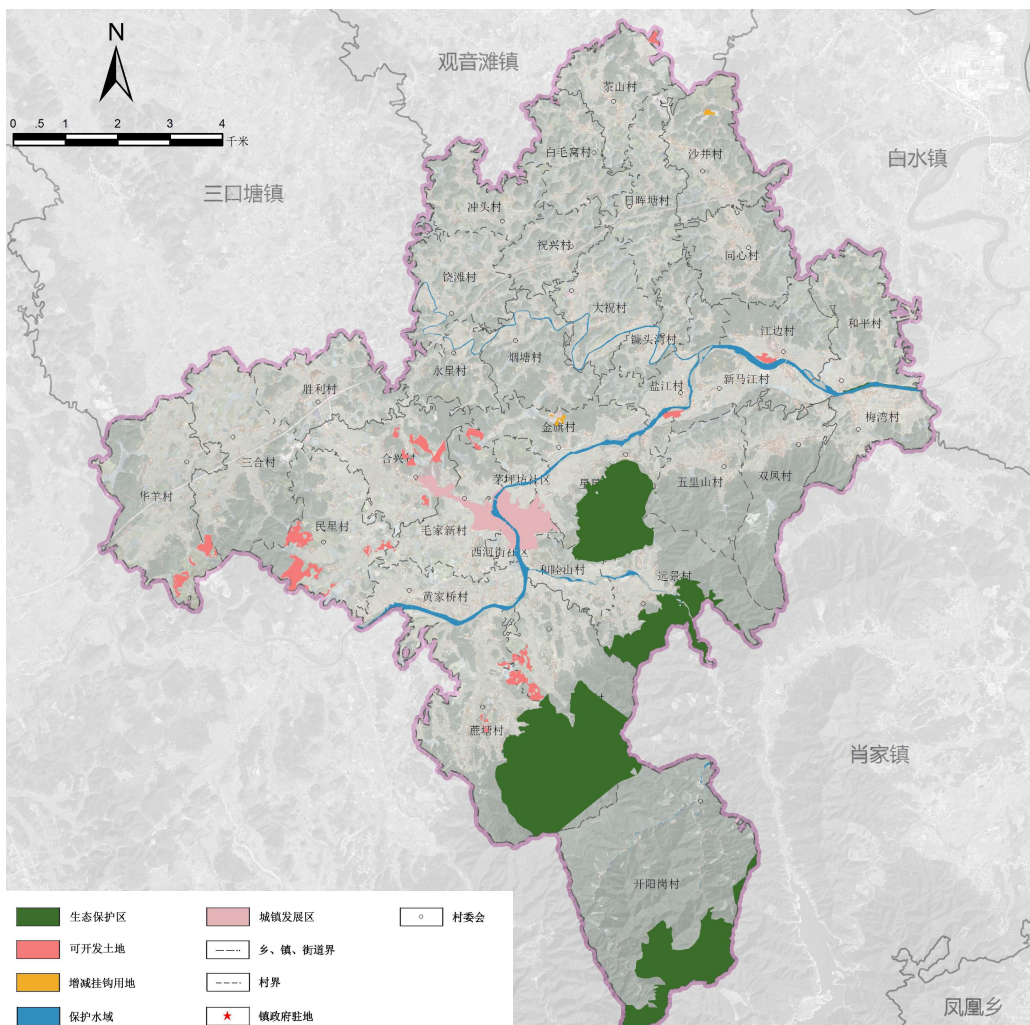 N
0 .5 1 2 3 4
千米
观音滩镇
三口塘镇
白水镇
肖家镇
凤凰乡
茶山村
白毛窝村
沙井村
日晖塘村
冲头村
祝兴村
同心村
饶滩村
大祝村
江边村
和平村
镰头湾村
烟塘村
永星村
盐江村
新马江村
梅湾村
胜利村
金旗村
合兴村
三合村
华羊村
茅坪坊社区
五里山村
双凤村
民星村
毛家新村
西河街社区
和睦山村
远景村
黄家桥村
蔗塘村
开阳岗村
生态保护区
城镇发展区
村委会
可开发土地
乡、镇、街道界
增减挂钩用地
村界
保护水域
镇政府驻地